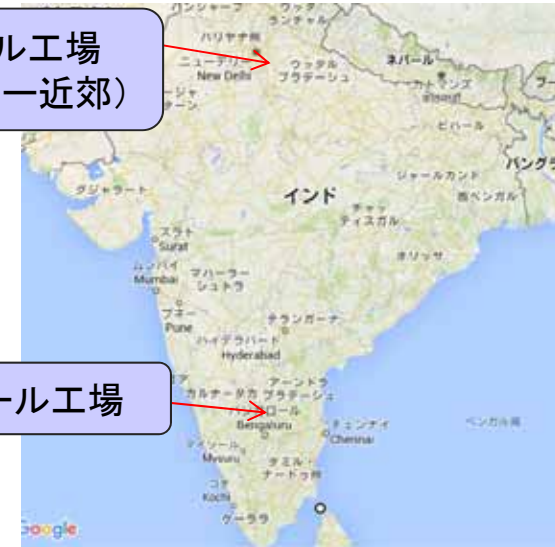 ル工場
ー近郊）
ール工場
ハリヤナ州
ニューデリー
New Delhi
ウッタル
プラデーシュ
ネパール
カトマンズ
ビハール
ジャールカンド
西ベンガル
バングラ
グジャラート
インド
チャッ
ティスガル
オリッサ
スラト
Surat
ムンバイ
Mumbai
マハーラー
シュトラ
プネー
Pune
テランガーナ
ハイデラバード
Hyderabad
カルナータカ
アーンドラ
プラデーシュ
Bengaluru
チェンナイ
Chennai
マイソール
Mysuru
タミル・
ナードゥ州
コチ
Kochi
ケーララ
ベンガル湾
Google